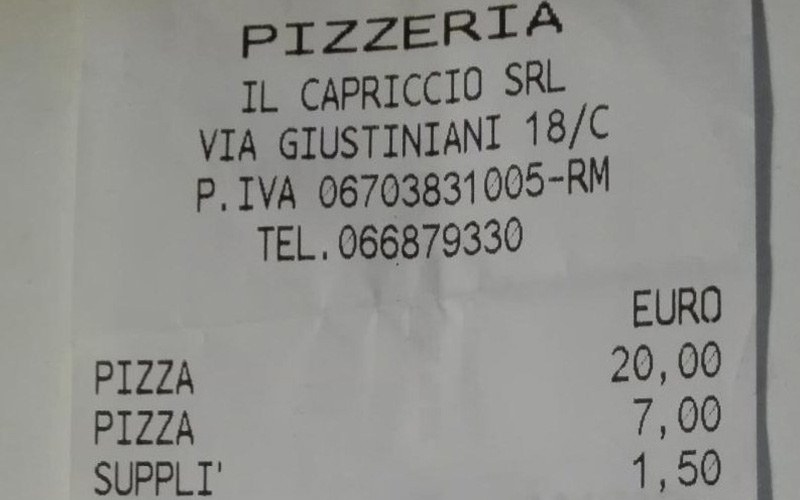 PIZZERIA
IL CAPRICCIO SRL
VIA GIUSTINIANI 18/C
P.IVA 06703831005-RM
TEL.066879330
EURO
PIZZA 20,00
PIZZA 7,00
SUPPLI' 1,50